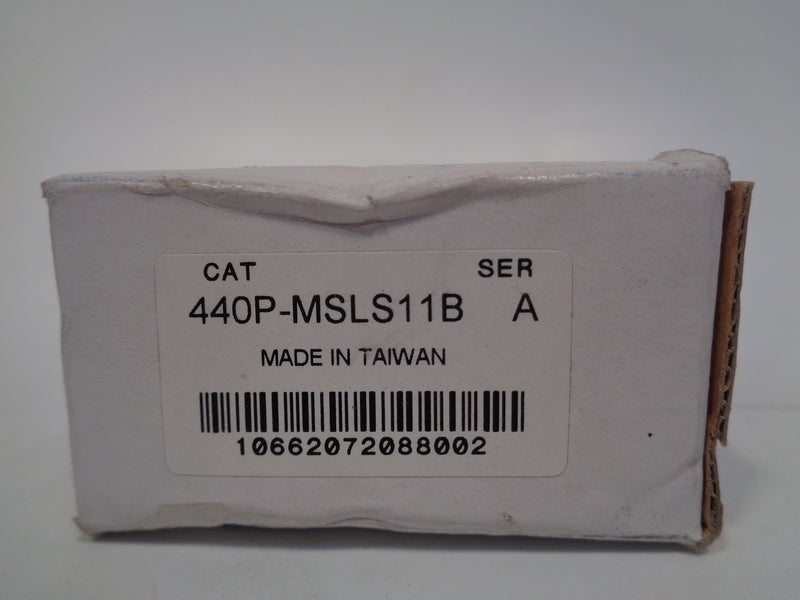 CAT SER
440P-MSLS11B A
MADE IN TAIWAN
10662072088002